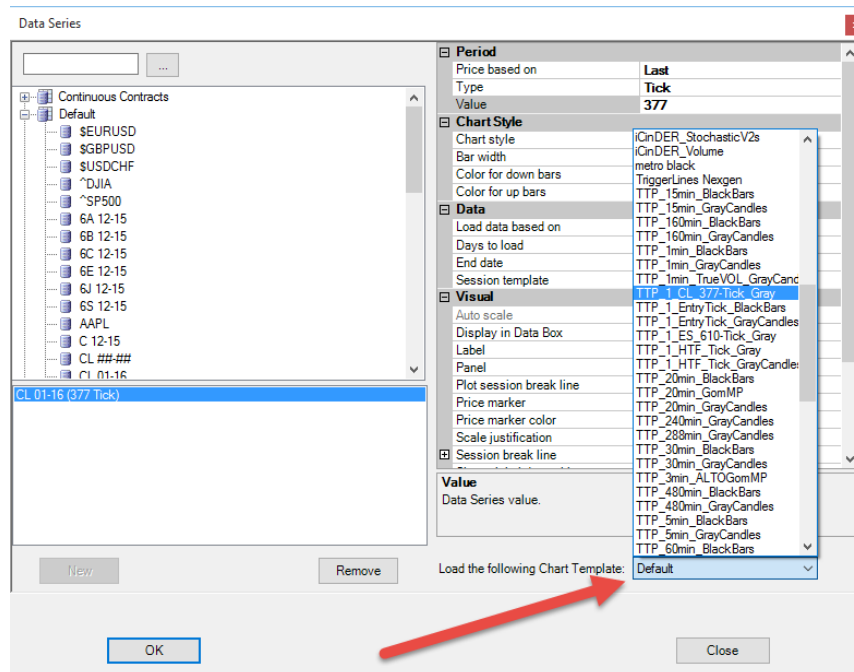 Data Series
...
Continuous Contracts
Default
$EURUSD
$GBPUSD
$USDCHF
^DJIA
^SP500
6A 12-15
6B 12-15
6C 12-15
6E 12-15
6J 12-15
6S 12-15
AAPL
C 12-15
CL ##-##
CL 01-16
CL 01-16 (377 Tick)
New
Remove
Period
Price based on Last
Type Tick
Value 377
Chart Style
Chart style
Bar width
Color for down bars
Color for up bars
Data
Load data based on
Days to load
End date
Session template
Visual
Auto scale
Display in Data Box
Label
Panel
Plot session break line
Price marker
Price marker color
Scale justification
Session break line
Value
Data Series value.
iCinDER_StochasticV2s
iCinDER_Volume
metro black
TriggerLines Nexgen
TTP_15min_BlackBars
TTP_15min_GrayCandles
TTP_160min_BlackBars
TTP_160min_GrayCandles
TTP_1min_BlackBars
TTP_1min_GrayCandles
TTP_1min_TrueVOL_GrayCand
TTP_1_CL_377-Tick_Gray
TTP_1_EntryTick_BlackBars
TTP_1_EntryTick_GrayCandles
TTP_1_ES_610-Tick_Gray
TTP_1_HTF_Tick_Gray
TTP_1_HTF_Tick_GrayCandle
TTP_20min_BlackBars
TTP_20min_GomMP
TTP_20min_GrayCandles
TTP_240min_GrayCandles
TTP_288min_GrayCandles
TTP_30min_BlackBars
TTP_30min_GrayCandles
TTP_3min_ALTOGomMP
TTP_480min_BlackBars
TTP_480min_GrayCandles
TTP_5min_BlackBars
TTP_5min_GrayCandles
TTP_60min_BlackBars
Load the following Chart Template: Default
OK
Close